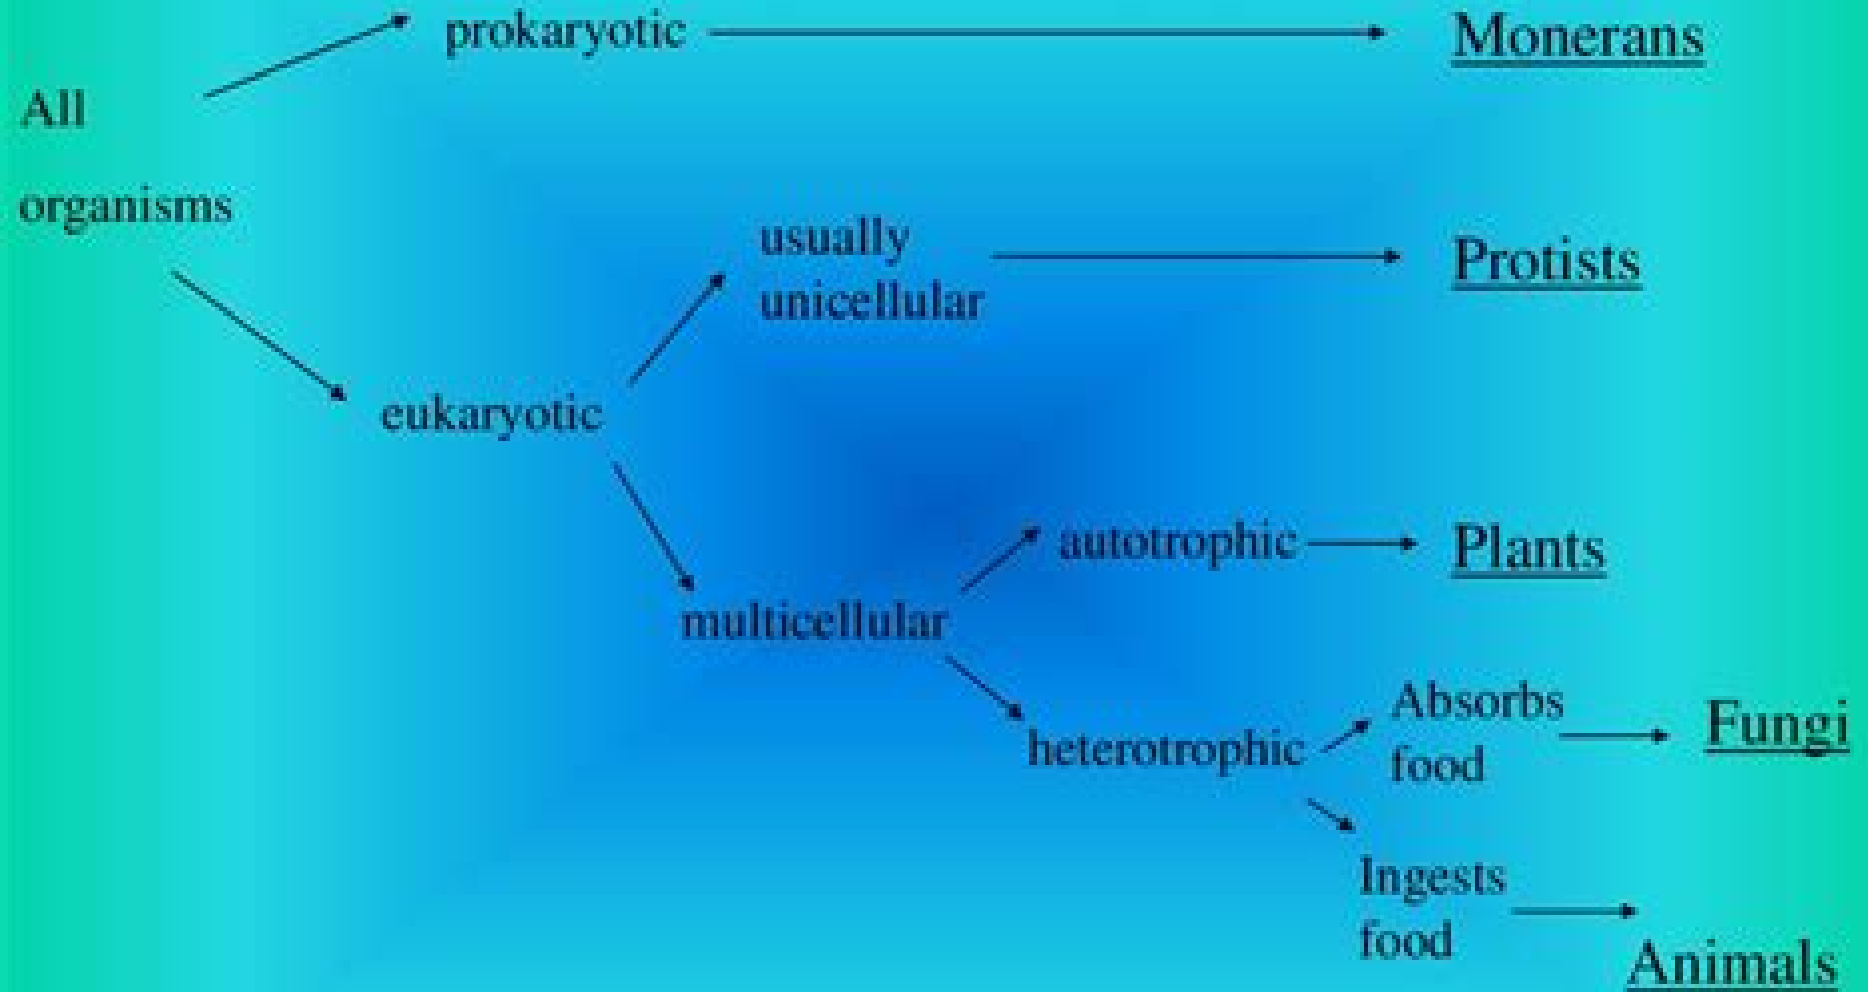 prokaryotic
Monerans
All
organisms
usually
unicellular
Protists
eukaryotic
autotrophic
Plants
multicellular
heterotrophic
Absorbs
food
Fungi
Ingests
food
Animals